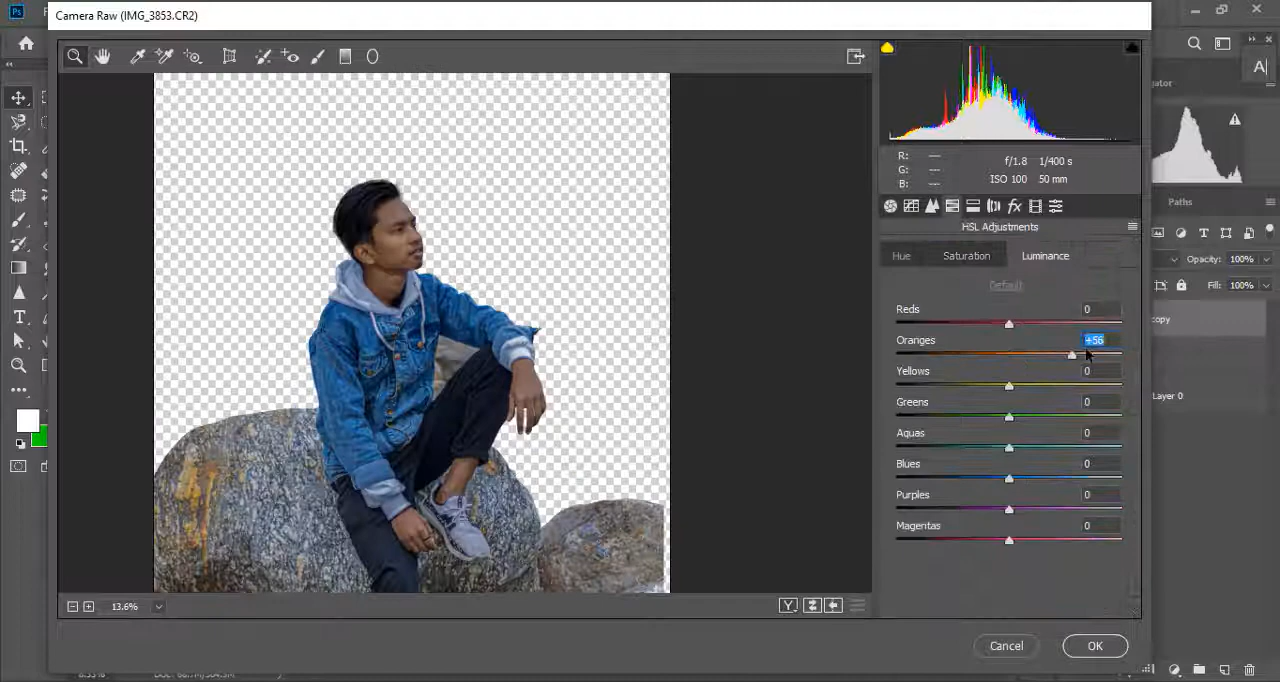 Ps
Camera Raw (IMG_3853.CR2)
A
R: ---
G: ---
B: ---
f/1.8 1/400 s
ISO 100 50 mm
Paths
fx
HSL Adjustments
Hue Saturation Luminance
Default
Reds 0
Oranges +56
Yellows 0
Greens 0
Aquas 0
Blues 0
Purples 0
Magentas 0
Opacity: 100%
Fill: 100%
copy
Layer 0
13.6%
Y
Cancel
OK